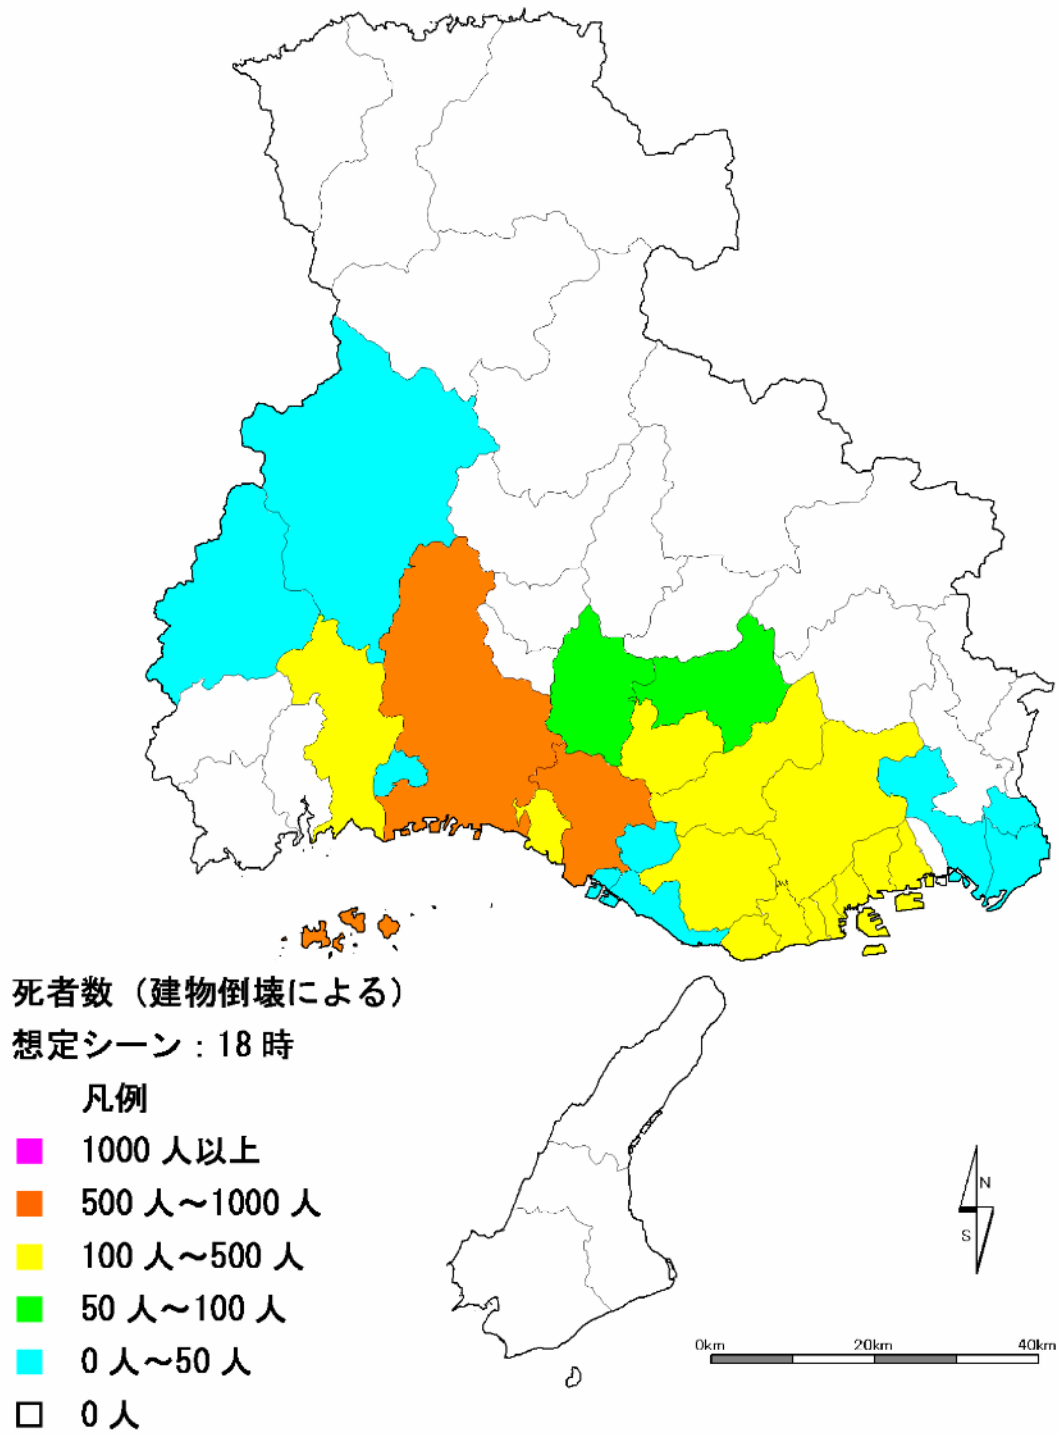 死者数（建物倒壊による）
想定シーン：18時
凡例
1000人以上
500人～1000人
100人～500人
50人～100人
0人～50人
0人
N
S
0km 20km 40km